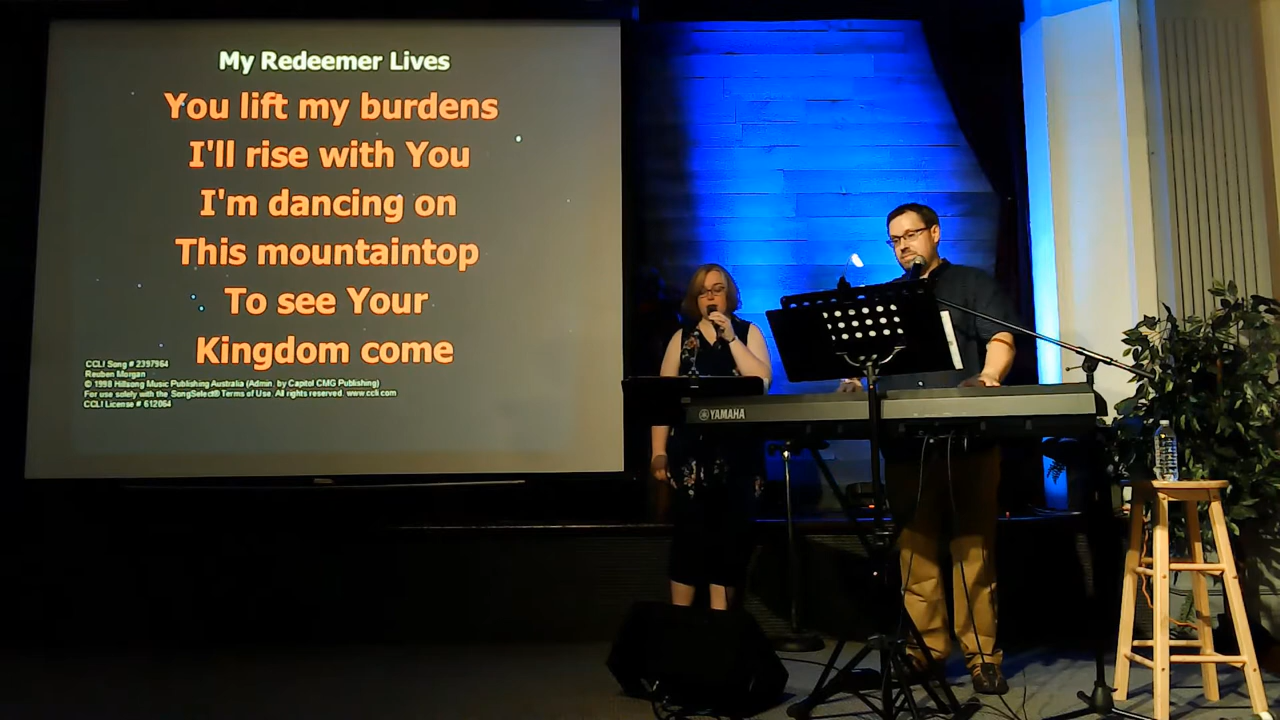 My Redeemer Lives
You lift my burdens
I'll rise with You
I'm dancing on
This mountaintop
To see Your
Kingdom come
CCLI Song # 2397964
Reuben Morgan
© 1998 Hillsong Music Publishing Australia (Admin. by Capitol CMG Publishing)
For use solely with the SongSelect® Terms of Use. All rights reserved. www.ccli.com
CCLI License # 612064
YAMAHA